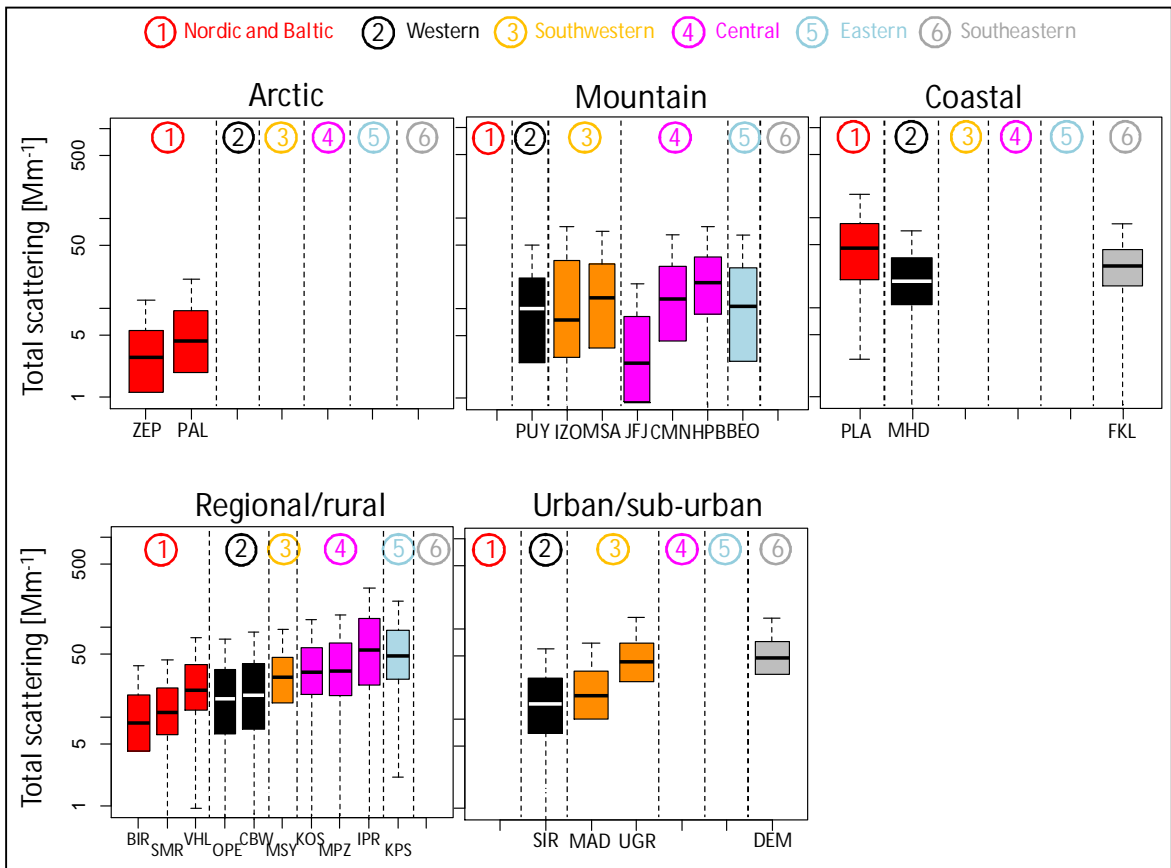 1 Nordic and Baltic 2 Western 3 Southwestern 4 Central 5 Eastern 6 Southeastern
Arctic
Mountain
Coastal
1 2 3 4 5 6
1 2 3 4 5 6
1 2 3 4 5 6
Total scattering [Mm-1]
500
50
5
1
ZEP PAL
PUY IZO MSA JFJ CMN HPB BEO
PLA MHD FKL
Regional/rural
Urban/sub-urban
1 2 3 4 5 6
1 2 3 4 5 6
Total scattering [Mm-1]
500
50
5
1
BIR SMR VHL OPE CBW MSY KOS MPZ IPR KPS
SIR MAD UGR DEM